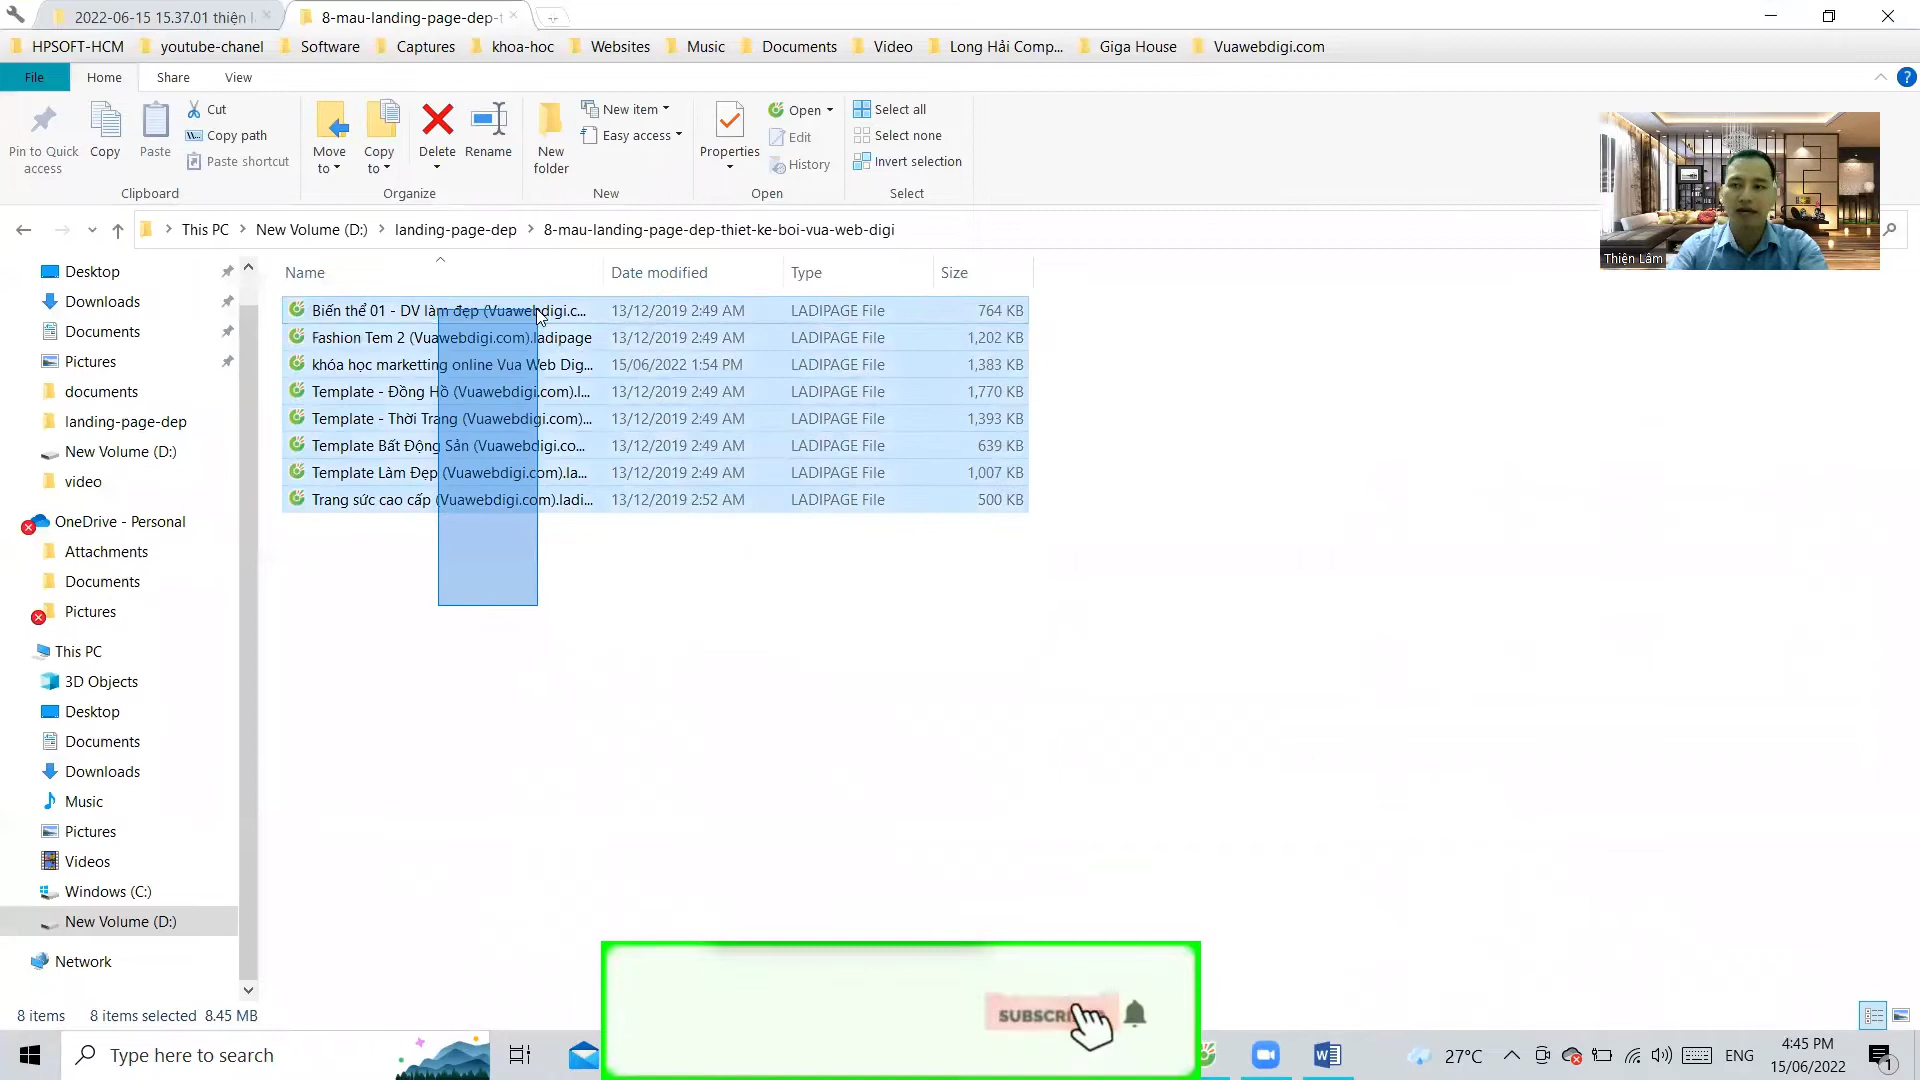 2022-06-15 15.37.01 thiện l
8-mau-landing-page-dep-t
HPSOFT-HCM youtube-chanel Software Captures khoa-hoc Websites Music Documents Video Long Hải Comp... Giga House Vuawebdigi.com
File Home Share View
Pin to Quick access
Copy
Paste
Cut
Copy path
Paste shortcut
Clipboard
Move to
Copy to
Delete
Rename
Organize
New folder
New item
Easy access
New
Properties
Open
Edit
History
Open
Select all
Select none
Invert selection
Select
Thiện Lâm
This PC New Volume (D:) landing-page-dep 8-mau-landing-page-dep-thiet-ke-boi-vua-web-digi
Name Date modified Type Size
Biến thể 01 - DV làm đẹp (Vuawebdigi.c... 13/12/2019 2:49 AM LADIPAGE File 764 KB
Fashion Tem 2 (Vuawebdigi.com).ladipage 13/12/2019 2:49 AM LADIPAGE File 1,202 KB
khóa học marketting online Vua Web Dig... 15/06/2022 1:54 PM LADIPAGE File 1,383 KB
Template - Đồng Hồ (Vuawebdigi.com).l... 13/12/2019 2:49 AM LADIPAGE File 1,770 KB
Template - Thời Trang (Vuawebdigi.com)... 13/12/2019 2:49 AM LADIPAGE File 1,393 KB
Template Bất Động Sản (Vuawebdigi.co... 13/12/2019 2:49 AM LADIPAGE File 639 KB
Template Làm Đẹp (Vuawebdigi.com).la... 13/12/2019 2:49 AM LADIPAGE File 1,007 KB
Trang sức cao cấp (Vuawebdigi.com).ladi... 13/12/2019 2:52 AM LADIPAGE File 500 KB
Desktop
Downloads
Documents
Pictures
documents
landing-page-dep
New Volume (D:)
video
OneDrive - Personal
Attachments
Documents
Pictures
This PC
3D Objects
Desktop
Documents
Downloads
Music
Pictures
Videos
Windows (C:)
New Volume (D:)
Network
8 items 8 items selected 8.45 MB
SUBSCRIBE
Type here to search
27°C
ENG
4:45 PM
15/06/2022
1